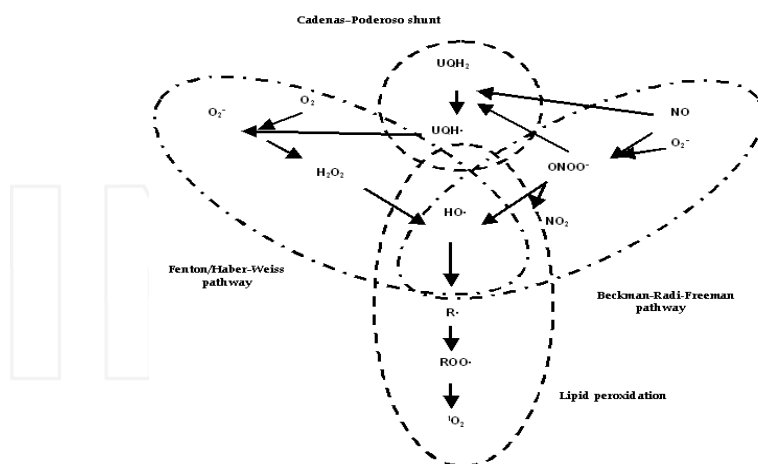 Cadenas–Poderoso shunt
UQH₂
O₂⁻
O₂
NO
UQH·
O₂⁻
H₂O₂
ONOO⁻
HO·
NO₂
Fenton/Haber-Weiss
pathway
Beckman-Radi-Freeman
pathway
R·
ROO·
Lipid peroxidation
¹O₂